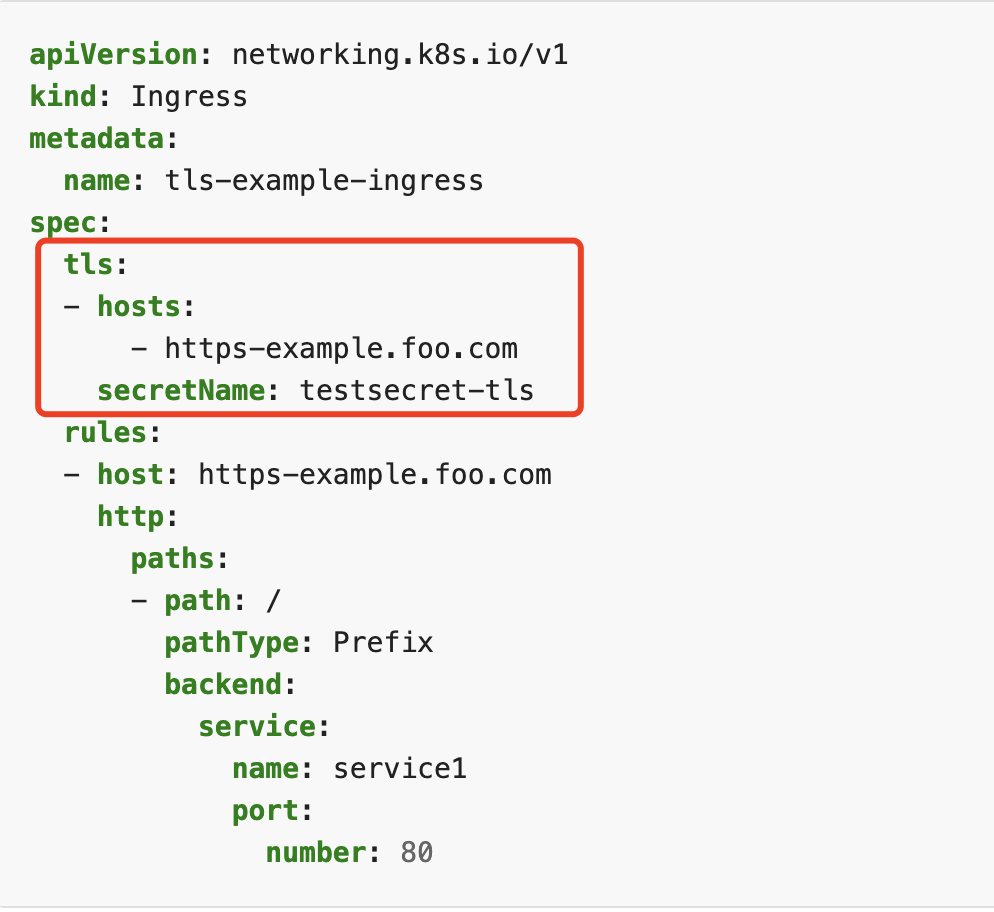 apiVersion: networking.k8s.io/v1
kind: Ingress
metadata:
  name: tls-example-ingress
spec:
  tls:
  - hosts:
      - https-example.foo.com
    secretName: testsecret-tls
  rules:
  - host: https-example.foo.com
    http:
      paths:
      - path: /
        pathType: Prefix
        backend:
          service:
            name: service1
            port:
              number: 80